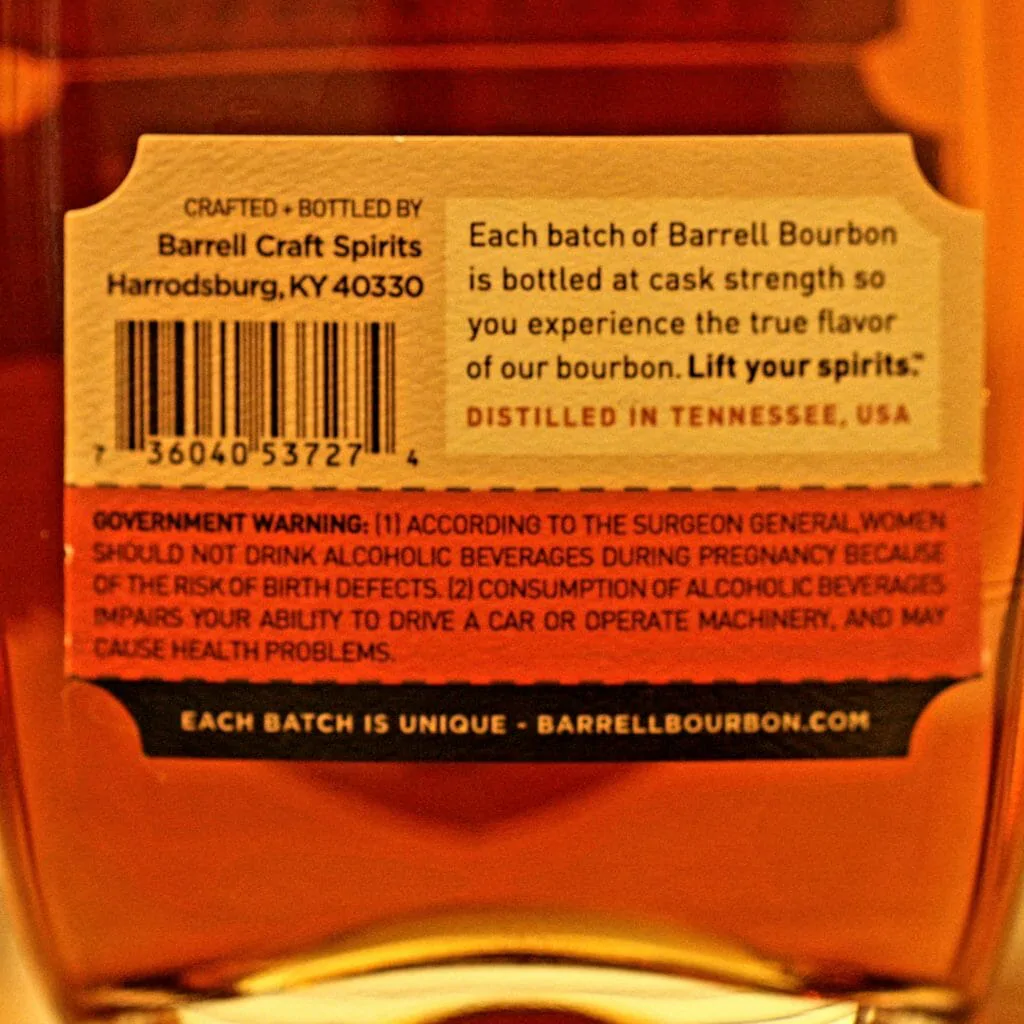 CRAFTED + BOTTLED BY
Barrell Craft Spirits
Harrodsburg, KY 40330
7 36040 53727 4
Each batch of Barrell Bourbon
is bottled at cask strength so
you experience the true flavor
of our bourbon. Lift your spirits.™
DISTILLED IN TENNESSEE, USA
GOVERNMENT WARNING: (1) ACCORDING TO THE SURGEON GENERAL, WOMEN
SHOULD NOT DRINK ALCOHOLIC BEVERAGES DURING PREGNANCY BECAUSE
OF THE RISK OF BIRTH DEFECTS. (2) CONSUMPTION OF ALCOHOLIC BEVERAGES
IMPAIRS YOUR ABILITY TO DRIVE A CAR OR OPERATE MACHINERY, AND MAY
CAUSE HEALTH PROBLEMS.
EACH BATCH IS UNIQUE - BARRELLBOURBON.COM